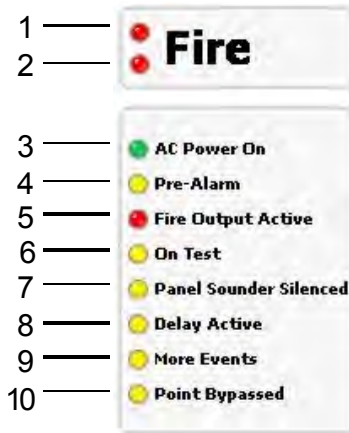 1
2
Fire
3 AC Power On
4 Pre-Alarm
5 Fire Output Active
6 On Test
7 Panel Sounder Silenced
8 Delay Active
9 More Events
10 Point Bypassed